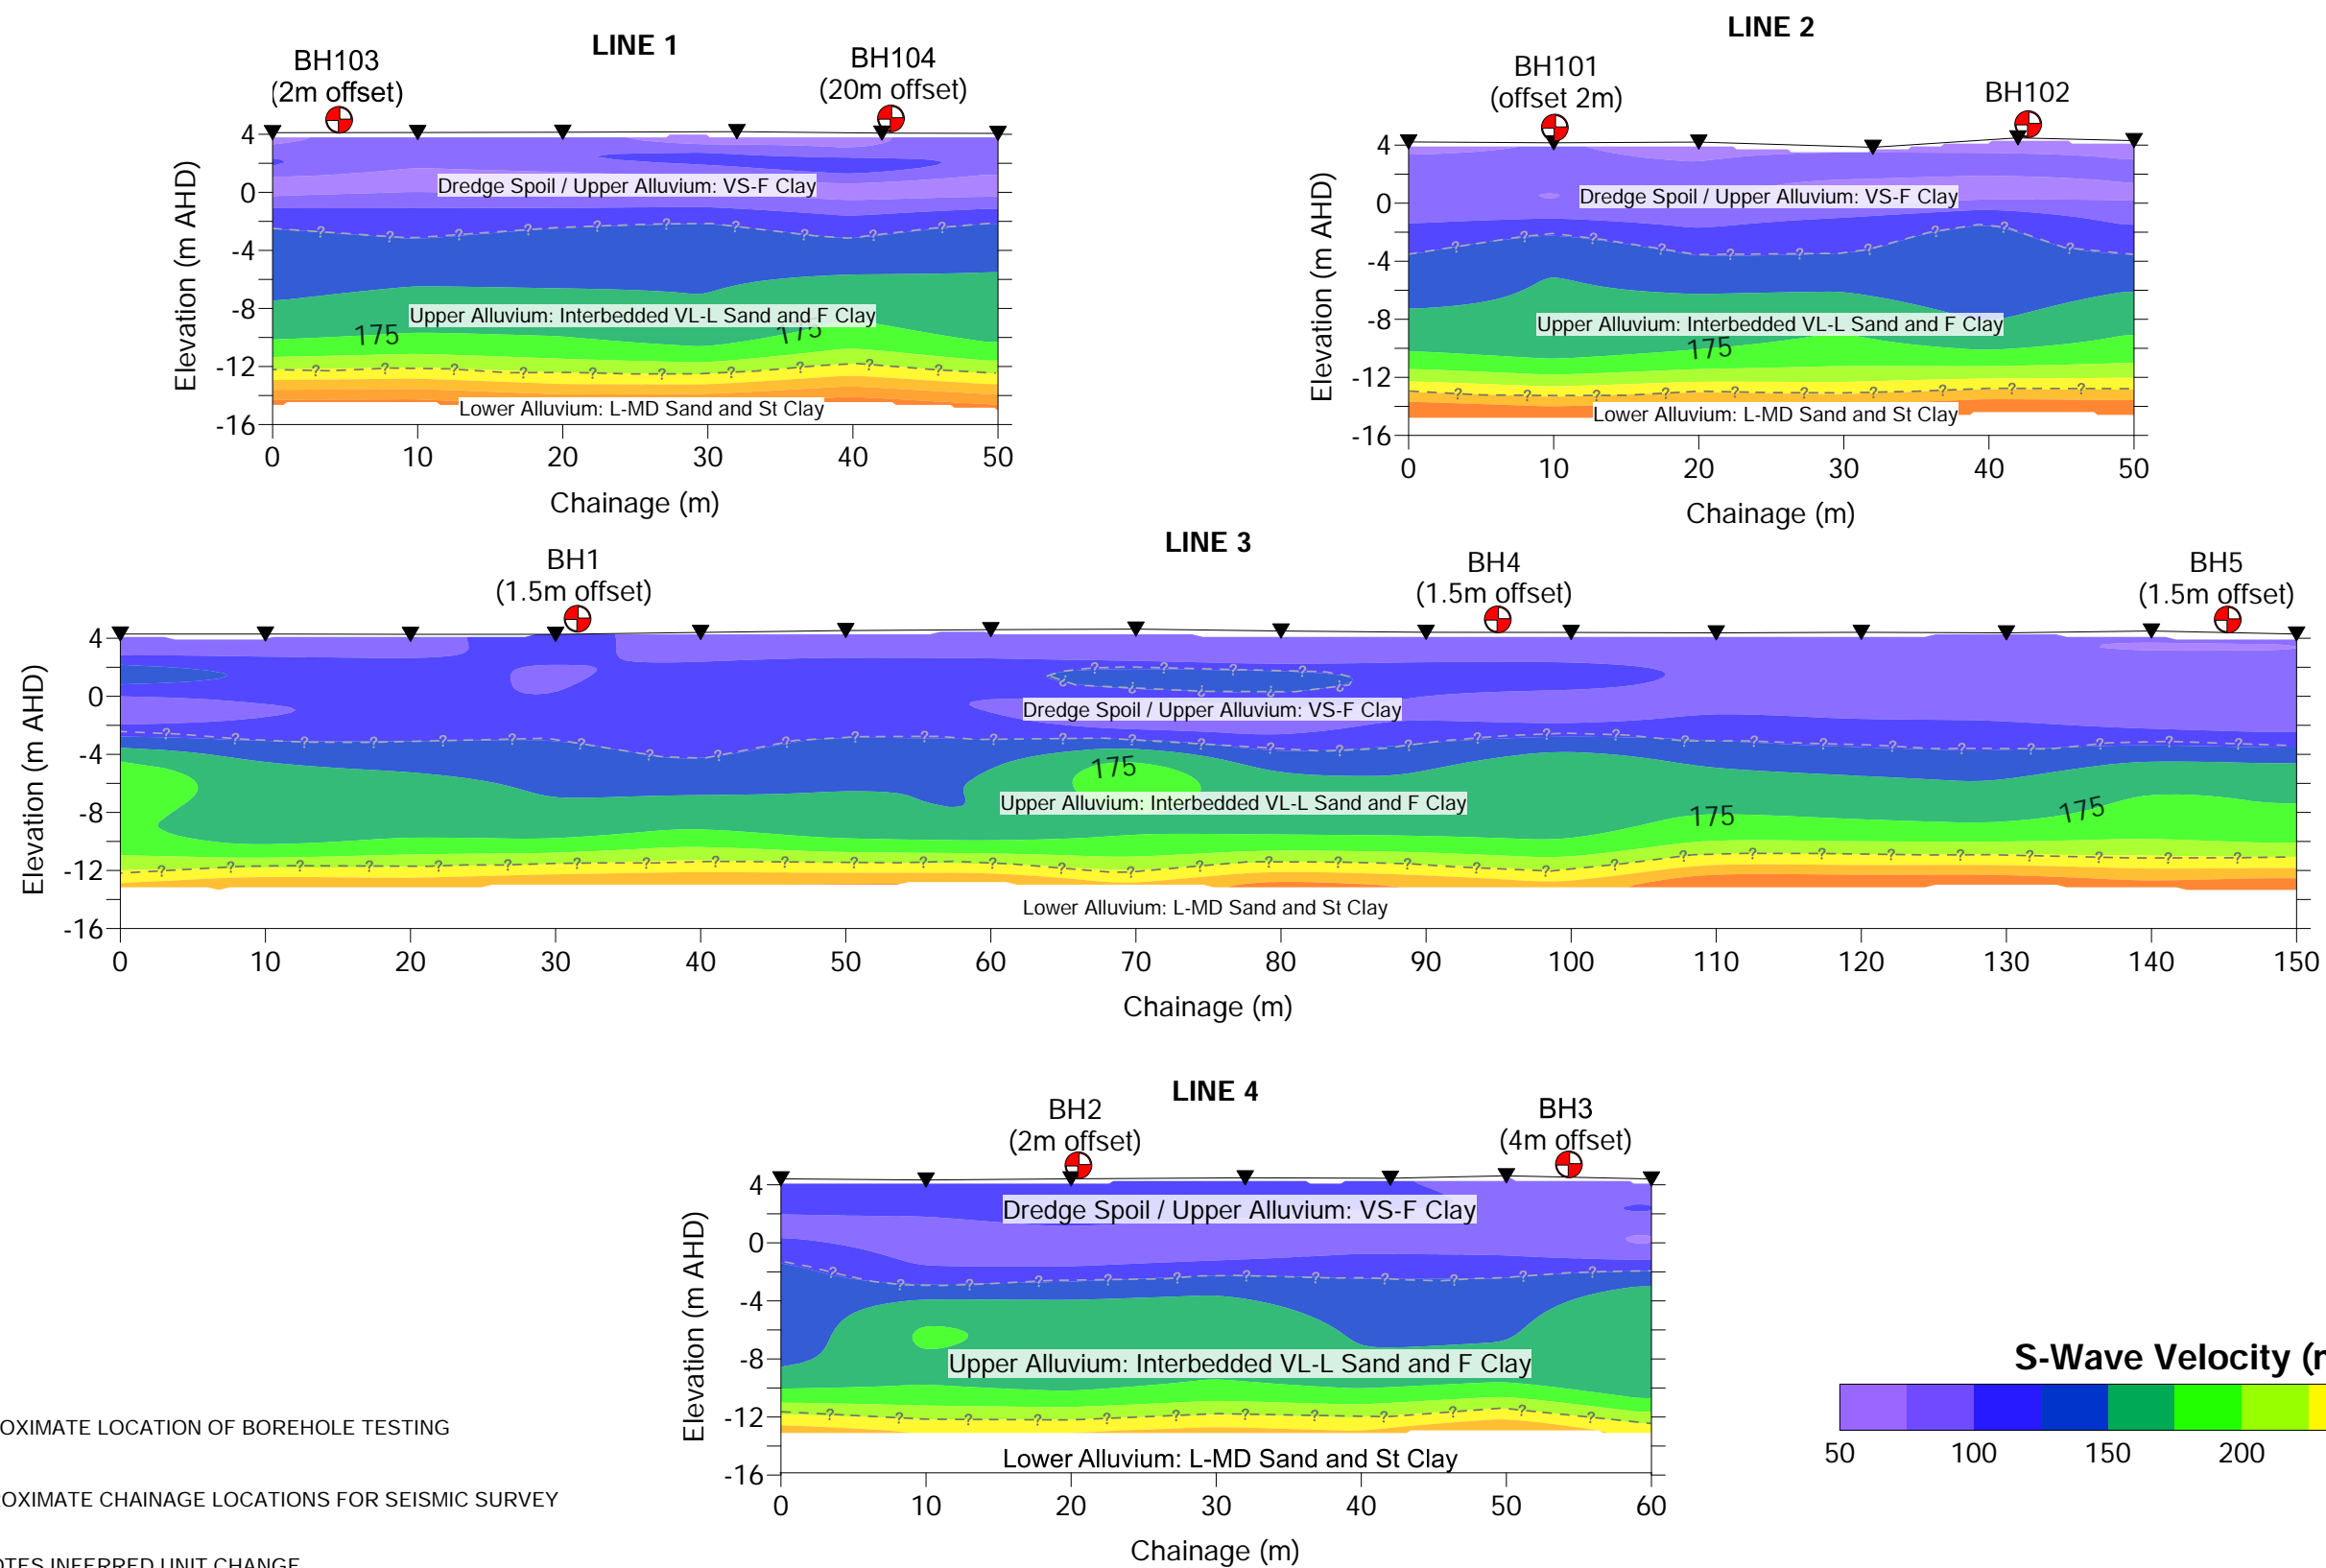 LINE 1
BH103
(2m offset)
BH104
(20m offset)
4
0
-4
-8
-12
-16
Elevation (m AHD)
Dredge Spoil / Upper Alluvium: VS-F Clay
Upper Alluvium: Interbedded VL-L Sand and F Clay
175
175
Lower Alluvium: L-MD Sand and St Clay
0 10 20 30 40 50
Chainage (m)
LINE 2
BH101
(offset 2m)
BH102
4
0
-4
-8
-12
-16
Elevation (m AHD)
Dredge Spoil / Upper Alluvium: VS-F Clay
Upper Alluvium: Interbedded VL-L Sand and F Clay
175
Lower Alluvium: L-MD Sand and St Clay
0 10 20 30 40 50
Chainage (m)
LINE 3
BH1
(1.5m offset)
BH4
(1.5m offset)
BH5
(1.5m offset)
4
0
-4
-8
-12
-16
Elevation (m AHD)
Dredge Spoil / Upper Alluvium: VS-F Clay
175
Upper Alluvium: Interbedded VL-L Sand and F Clay
175
175
Lower Alluvium: L-MD Sand and St Clay
0 10 20 30 40 50 60 70 80 90 100 110 120 130 140 150
Chainage (m)
LINE 4
BH2
(2m offset)
BH3
(4m offset)
4
0
-4
-8
-12
-16
Elevation (m AHD)
Dredge Spoil / Upper Alluvium: VS-F Clay
Upper Alluvium: Interbedded VL-L Sand and F Clay
Lower Alluvium: L-MD Sand and St Clay
0 10 20 30 40 50 60
Chainage (m)
S-Wave Velocity (
50 100 150 200
OXIMATE LOCATION OF BOREHOLE TESTING
OXIMATE CHAINAGE LOCATIONS FOR SEISMIC SURVEY
OTES INFERRED UNIT CHANGE